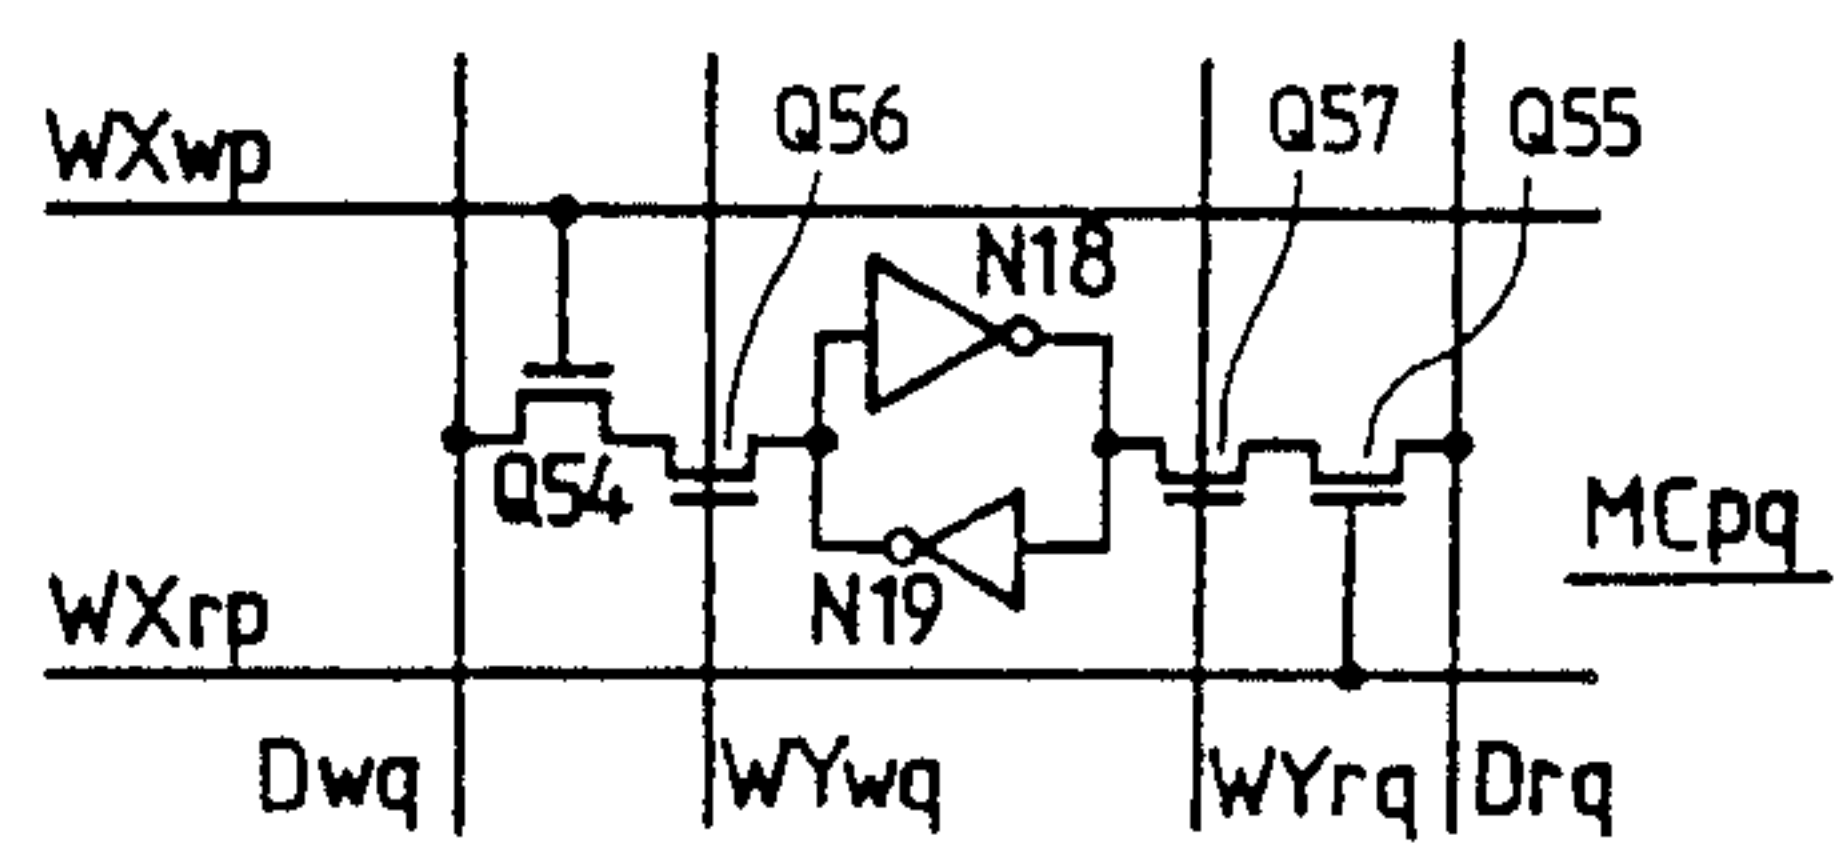 Q56 Q57 Q55
WXwp
N18
Q54
MCpq
N19
WXrp
Dwq WYwq WYrq Drq